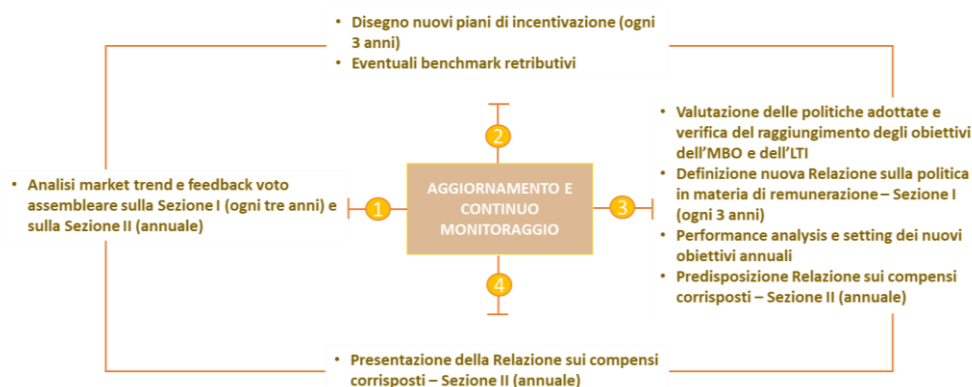 • Disegno nuovi piani di incentivazione (ogni
3 anni)
• Eventuali benchmark retributivi
2
• Analisi market trend e feedback voto
assembleare sulla Sezione I (ogni tre anni) e
sulla Sezione II (annuale)
1
AGGIORNAMENTO E
CONTINUO
MONITORAGGIO
3
• Valutazione delle politiche adottate e
verifica del raggiungimento degli obiettivi
dell’MBO e dell’LTI
• Definizione nuova Relazione sulla politica
in materia di remunerazione – Sezione I
(ogni 3 anni)
• Performance analysis e setting dei nuovi
obiettivi annuali
• Predisposizione Relazione sui compensi
corrisposti – Sezione II (annuale)
4
• Presentazione della Relazione sui compensi
corrisposti – Sezione II (annuale)